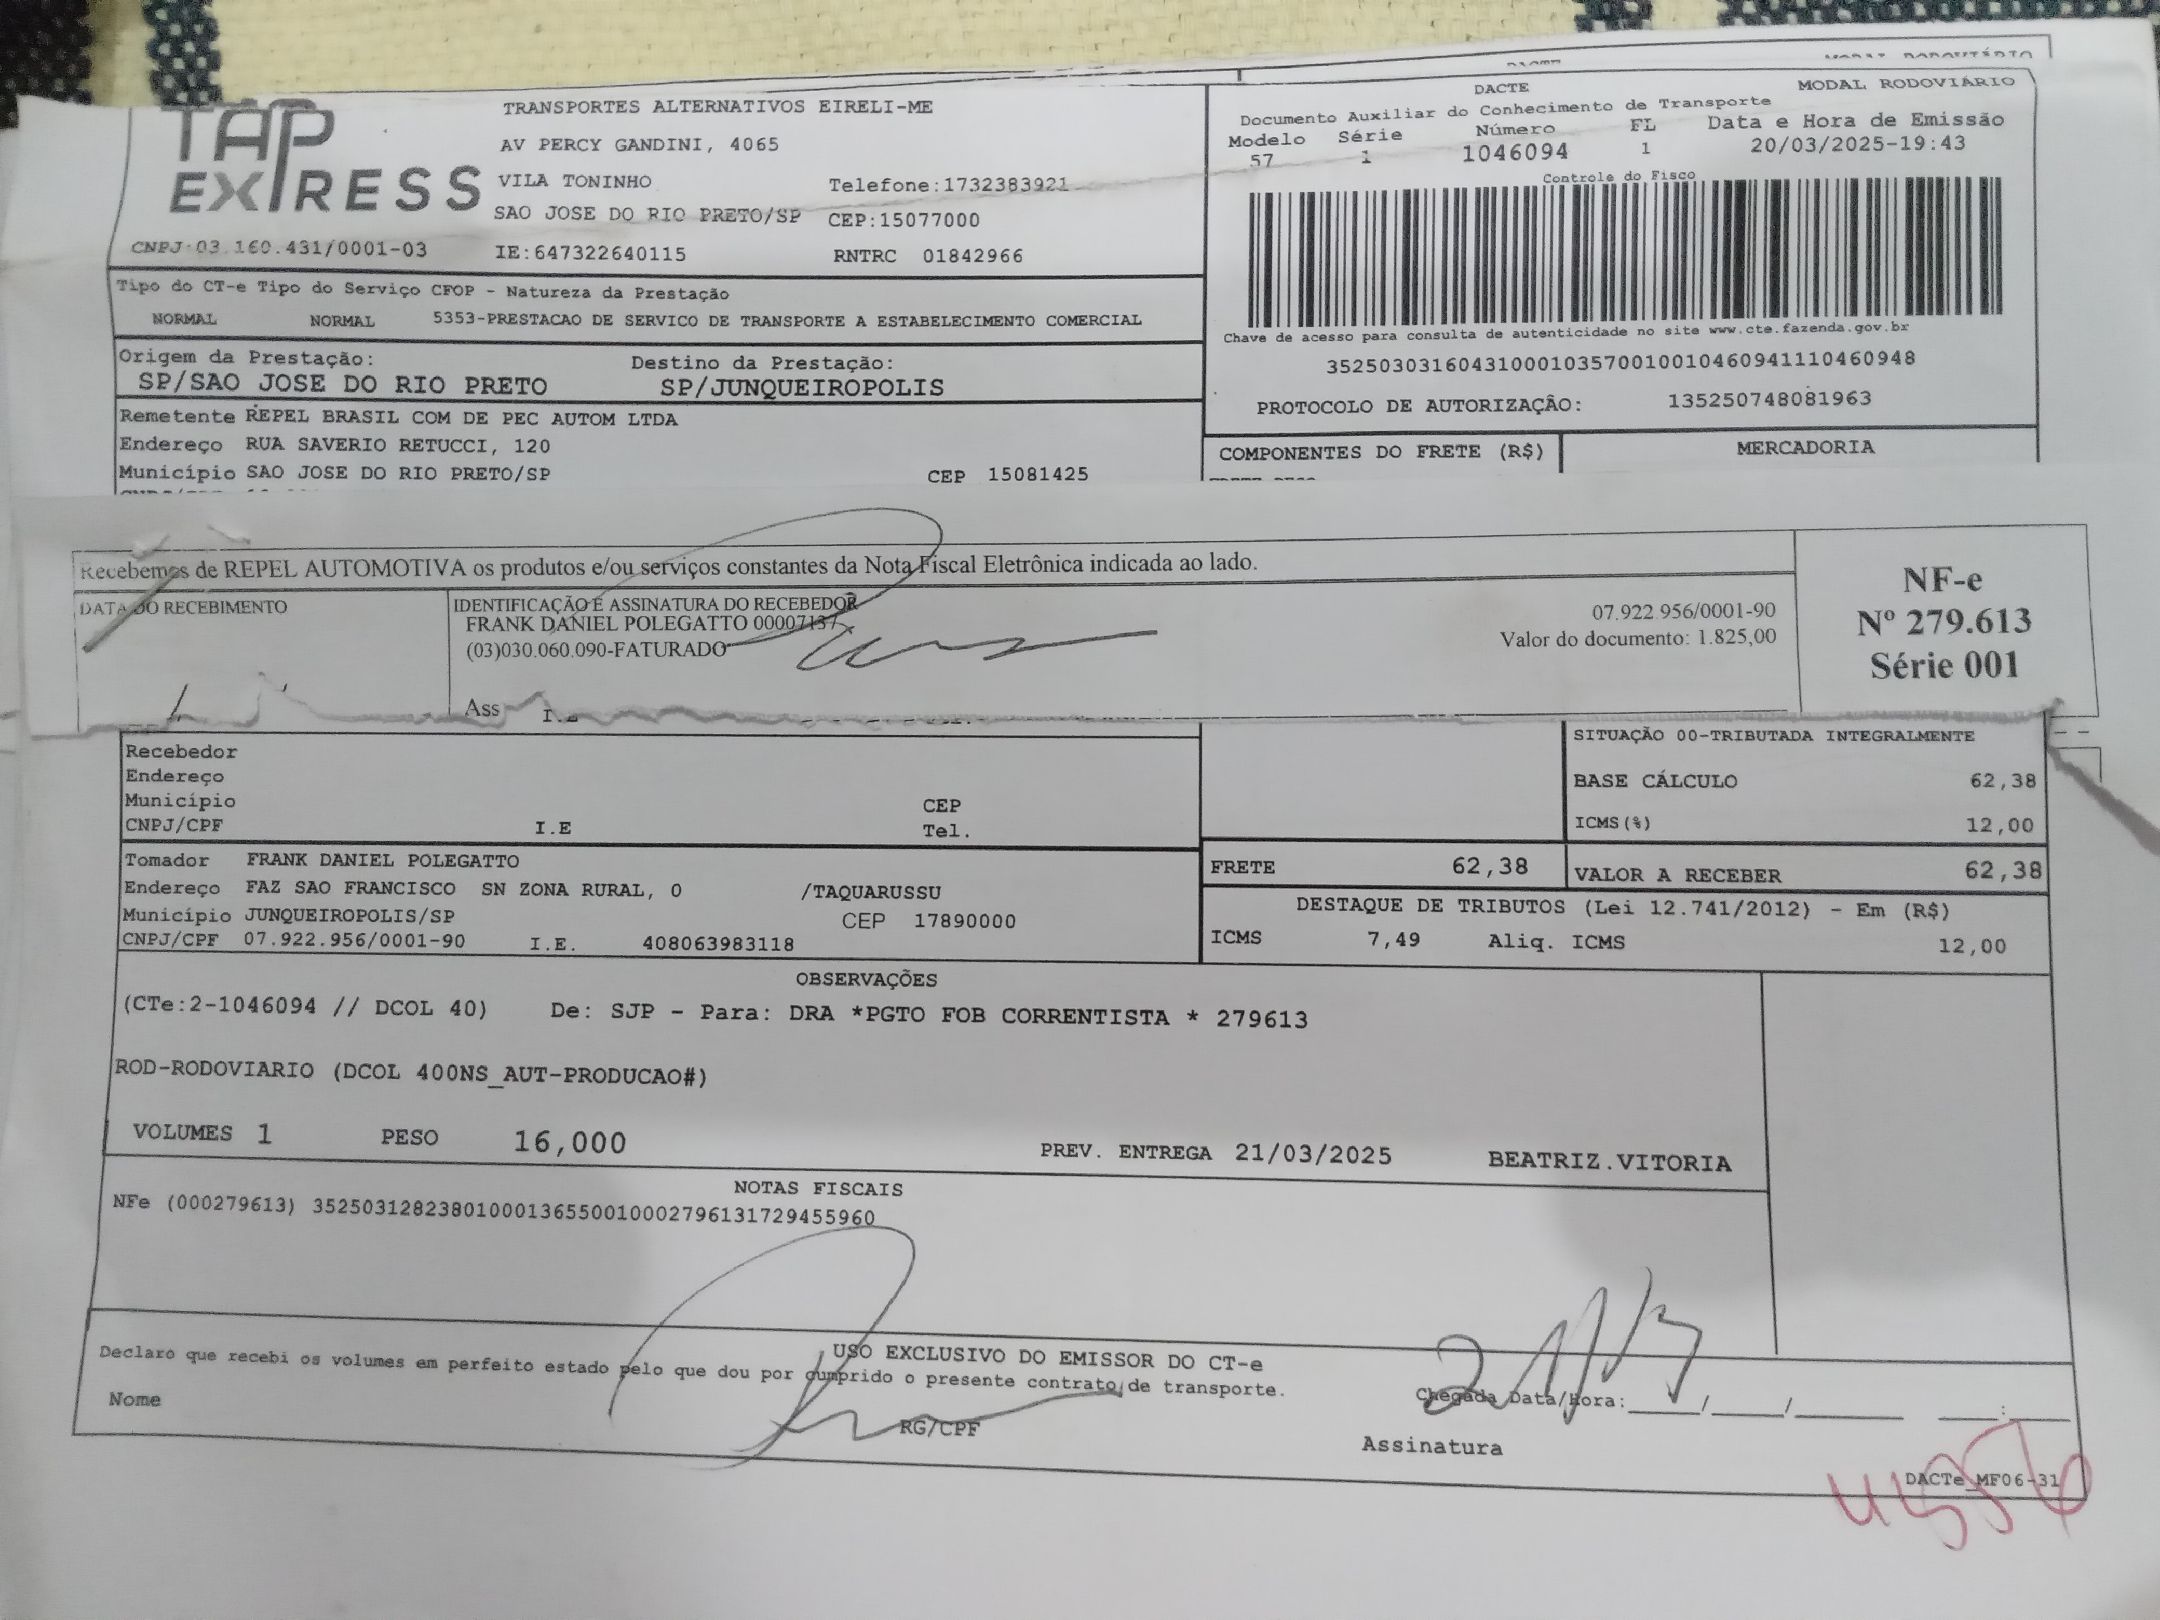 TAP EXPRESS
TRANSPORTES ALTERNATIVOS EIRELI-ME
AV PERCY GANDINI, 4065
VILA TONINHO Telefone:1732383921
SAO JOSE DO RIO PRETO/SP CEP:15077000
CNPJ:03.160.431/0001-03 IE:647322640115 RNTRC 01842966
DACTE MODAL RODOVIÁRIO
Documento Auxiliar do Conhecimento de Transporte
Modelo Série Número FL Data e Hora de Emissão
57 1 1046094 1 20/03/2025-19:43
Controle do Fisco
Chave de acesso para consulta de autenticidade no site www.cte.fazenda.gov.br
35250303160431000103570010010460941110460948
PROTOCOLO DE AUTORIZAÇÃO: 135250748081963
Tipo do CT-e Tipo do Serviço CFOP - Natureza da Prestação
NORMAL NORMAL 5353-PRESTACAO DE SERVICO DE TRANSPORTE A ESTABELECIMENTO COMERCIAL
Origem da Prestação: Destino da Prestação:
SP/SAO JOSE DO RIO PRETO SP/JUNQUEIROPOLIS
Remetente REPEL BRASIL COM DE PEC AUTOM LTDA
Endereço RUA SAVERIO RETUCCI, 120
Município SAO JOSE DO RIO PRETO/SP CEP 15081425
COMPONENTES DO FRETE (R$) MERCADORIA
Recebemos de REPEL AUTOMOTIVA os produtos e/ou serviços constantes da Nota Fiscal Eletrônica indicada ao lado.
DATA DO RECEBIMENTO
IDENTIFICAÇÃO E ASSINATURA DO RECEBEDOR
FRANK DANIEL POLEGATTO 00007137
(03)030.060.090-FATURADO
Ass
07.922.956/0001-90
Valor do documento: 1.825,00
NF-e
Nº 279.613
Série 001
Recebedor
Endereço
Município CEP
CNPJ/CPF I.E Tel.
SITUAÇÃO 00-TRIBUTADA INTEGRALMENTE
BASE CÁLCULO 62,38
ICMS(%) 12,00
Tomador FRANK DANIEL POLEGATTO
Endereço FAZ SAO FRANCISCO SN ZONA RURAL, 0 /TAQUARUSSU
Município JUNQUEIROPOLIS/SP CEP 17890000
CNPJ/CPF 07.922.956/0001-90 I.E. 408063983118
FRETE 62,38 VALOR A RECEBER 62,38
DESTAQUE DE TRIBUTOS (Lei 12.741/2012) - Em (R$)
ICMS 7,49 Aliq. ICMS 12,00
OBSERVAÇÕES
(CTe:2-1046094 // DCOL 40) De: SJP - Para: DRA *PGTO FOB CORRENTISTA * 279613
ROD-RODOVIARIO (DCOL 400NS_AUT-PRODUCAO#)
VOLUMES 1 PESO 16,000 PREV. ENTREGA 21/03/2025 BEATRIZ.VITORIA
NOTAS FISCAIS
NFe (000279613) 35250312823801000136550010002796131729455960
USO EXCLUSIVO DO EMISSOR DO CT-e
Declaro que recebi os volumes em perfeito estado pelo que dou por cumprido o presente contrato de transporte.
Nome RG/CPF
Chegada Data/Hora:____/____/______ ___:___
21/3
Assinatura
DACTe_MF06-31